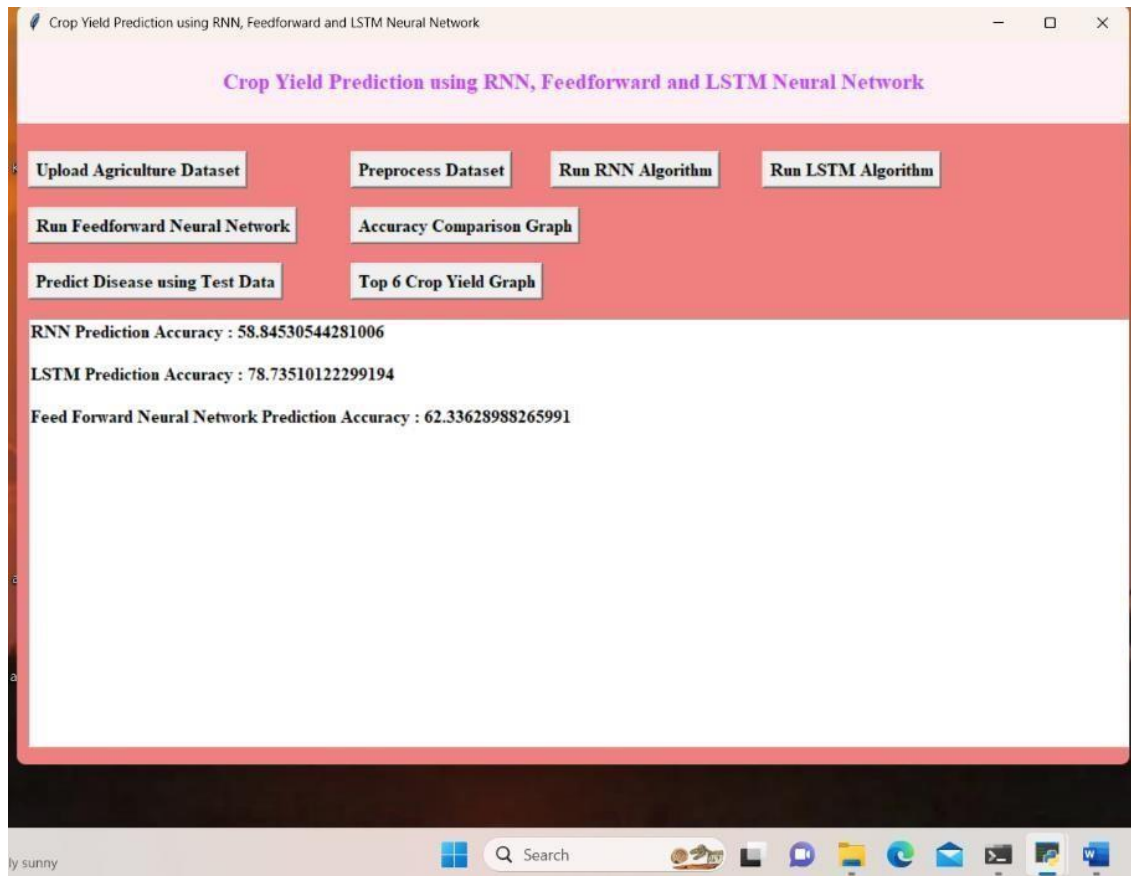 Crop Yield Prediction using RNN, Feedforward and LSTM Neural Network
Crop Yield Prediction using RNN, Feedforward and LSTM Neural Network
Upload Agriculture Dataset Preprocess Dataset Run RNN Algorithm Run LSTM Algorithm
Run Feedforward Neural Network Accuracy Comparison Graph
Predict Disease using Test Data Top 6 Crop Yield Graph
RNN Prediction Accuracy : 58.84530544281006
LSTM Prediction Accuracy : 78.73510122299194
Feed Forward Neural Network Prediction Accuracy : 62.33628988265991
ly sunny Search